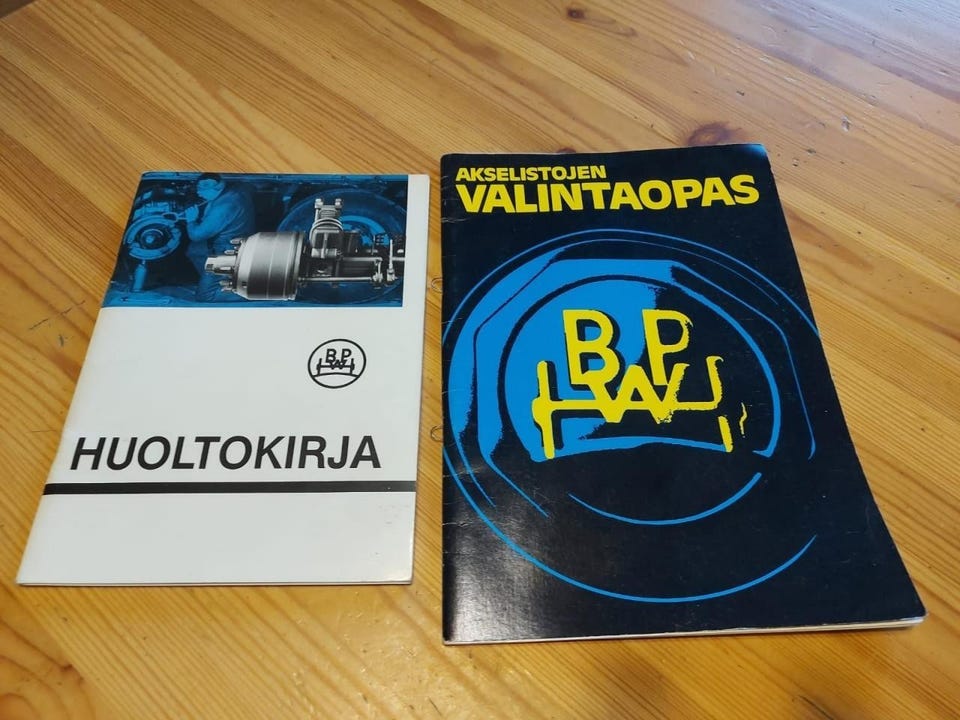 BPW
HUOLTOKIRJA
AKSELISTOJEN
VALINTAOPAS
BPW